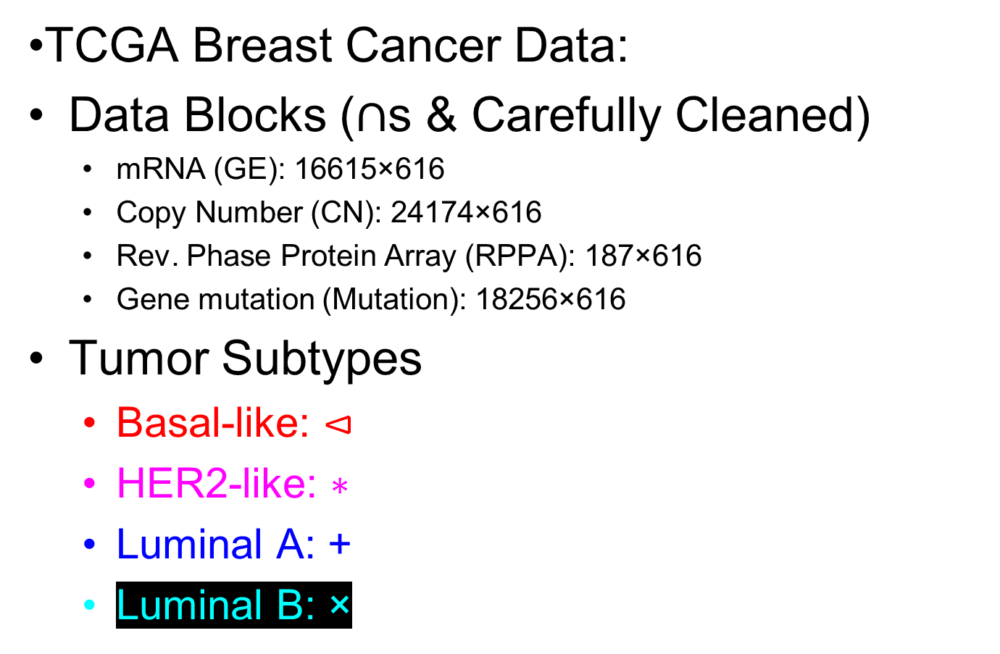 •TCGA Breast Cancer Data:
• Data Blocks (∩s & Carefully Cleaned)
• mRNA (GE): 16615×616
• Copy Number (CN): 24174×616
• Rev. Phase Protein Array (RPPA): 187×616
• Gene mutation (Mutation): 18256×616
• Tumor Subtypes
• Basal-like: ⊲
• HER2-like: ∗
• Luminal A: +
• Luminal B: ×